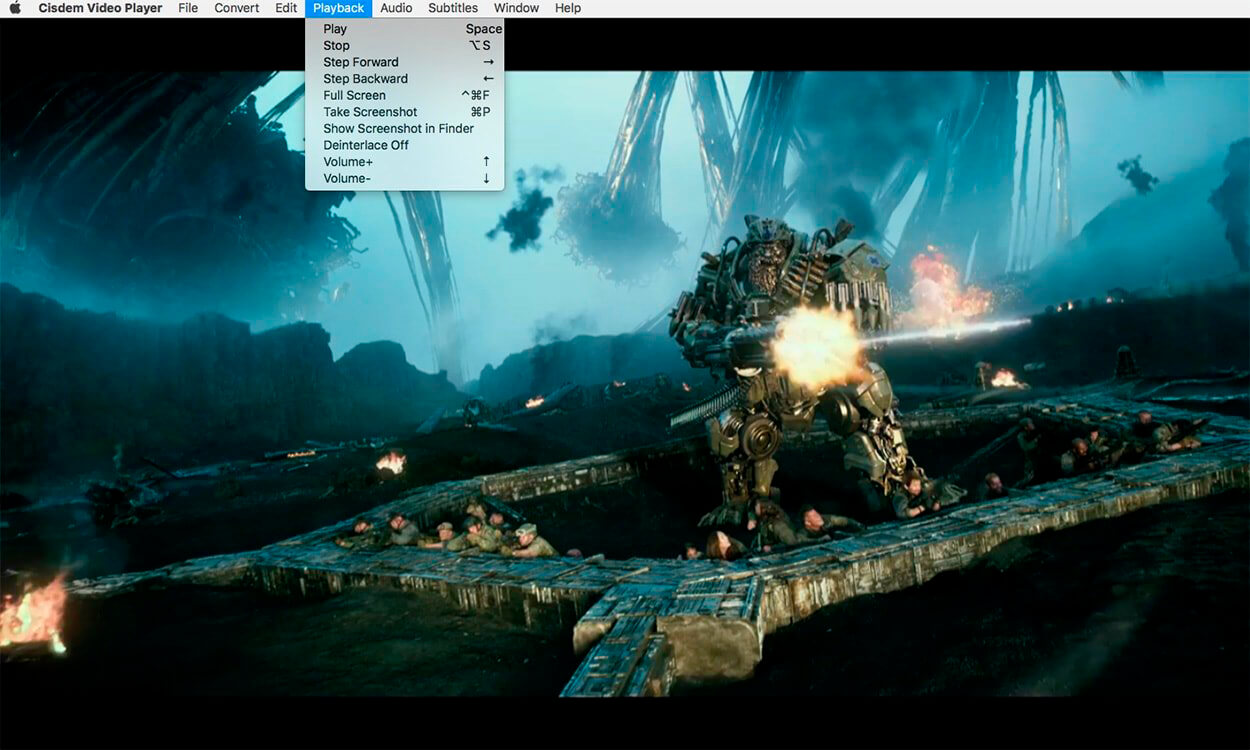 Cisdem Video Player File Convert Edit Playback Audio Subtitles Window Help
Play Space
Stop ⌥S
Step Forward →
Step Backward ←
Full Screen ^⌘F
Take Screenshot ⌘P
Show Screenshot in Finder
Deinterlace Off
Volume+ ↑
Volume- ↓